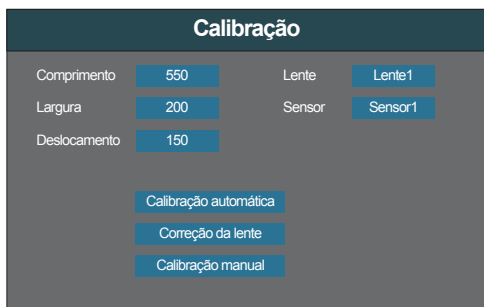 Calibração
Comprimento 550 Lente Lente1
Largura 200 Sensor Sensor1
Deslocamento 150
Calibração automática
Correção da lente
Calibração manual